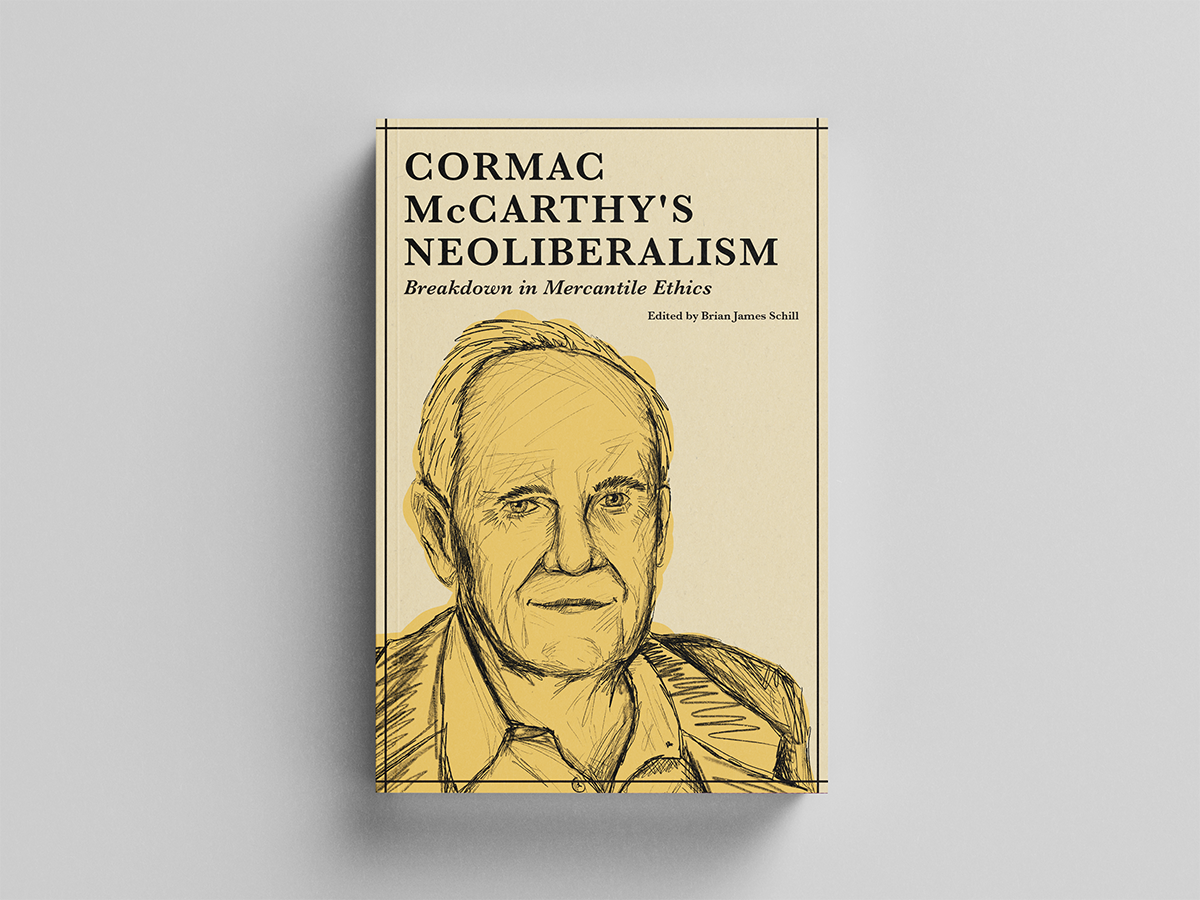 CORMAC
McCARTHY'S
NEOLIBERALISM
Breakdown in Mercantile Ethics
Edited by Brian James Schill